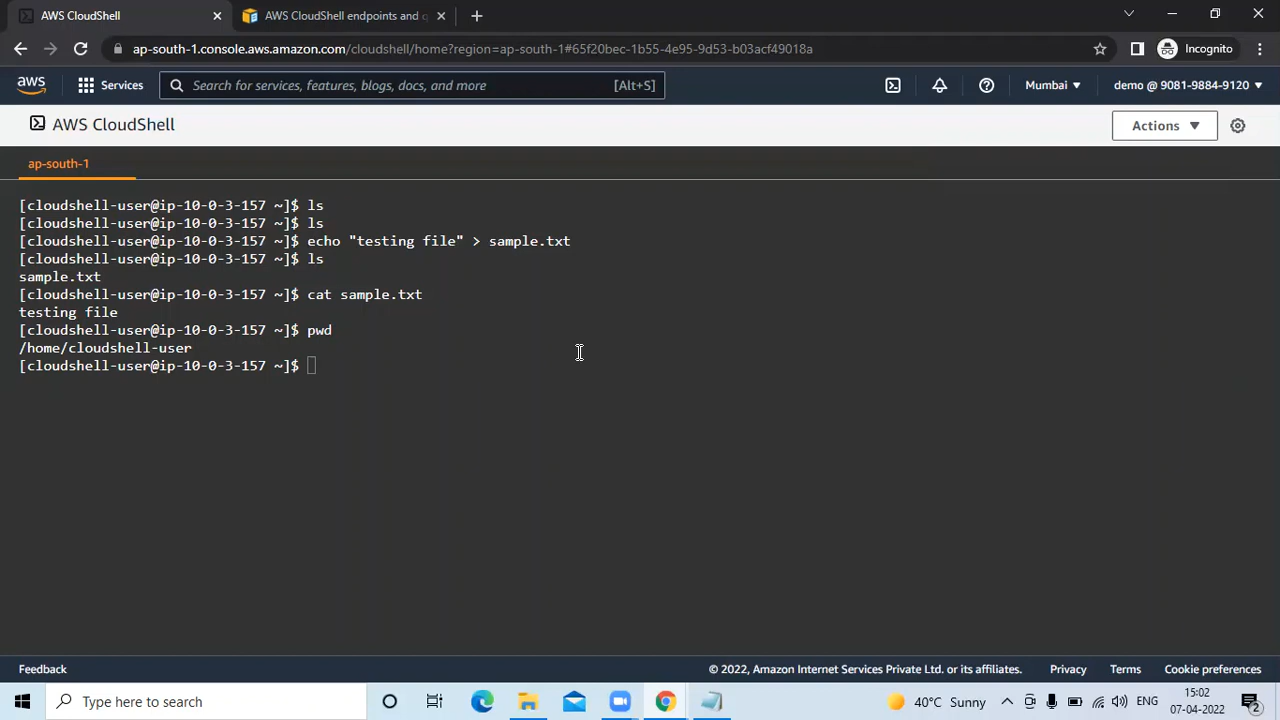 AWS CloudShell
AWS CloudShell endpoints and q
ap-south-1.console.aws.amazon.com/cloudshell/home?region=ap-south-1#65f20bec-1b55-4e95-9d53-b03acf49018a
Incognito
aws
Services
Search for services, features, blogs, docs, and more
[Alt+S]
Mumbai
demo @ 9081-9884-9120
AWS CloudShell
Actions
ap-south-1
[cloudshell-user@ip-10-0-3-157 ~]$ ls
[cloudshell-user@ip-10-0-3-157 ~]$ ls
[cloudshell-user@ip-10-0-3-157 ~]$ echo "testing file" > sample.txt
[cloudshell-user@ip-10-0-3-157 ~]$ ls
sample.txt
[cloudshell-user@ip-10-0-3-157 ~]$ cat sample.txt
testing file
[cloudshell-user@ip-10-0-3-157 ~]$ pwd
/home/cloudshell-user
[cloudshell-user@ip-10-0-3-157 ~]$
Feedback
© 2022, Amazon Internet Services Private Ltd. or its affiliates.
Privacy
Terms
Cookie preferences
Type here to search
40°C Sunny
ENG
15:02
07-04-2022
2